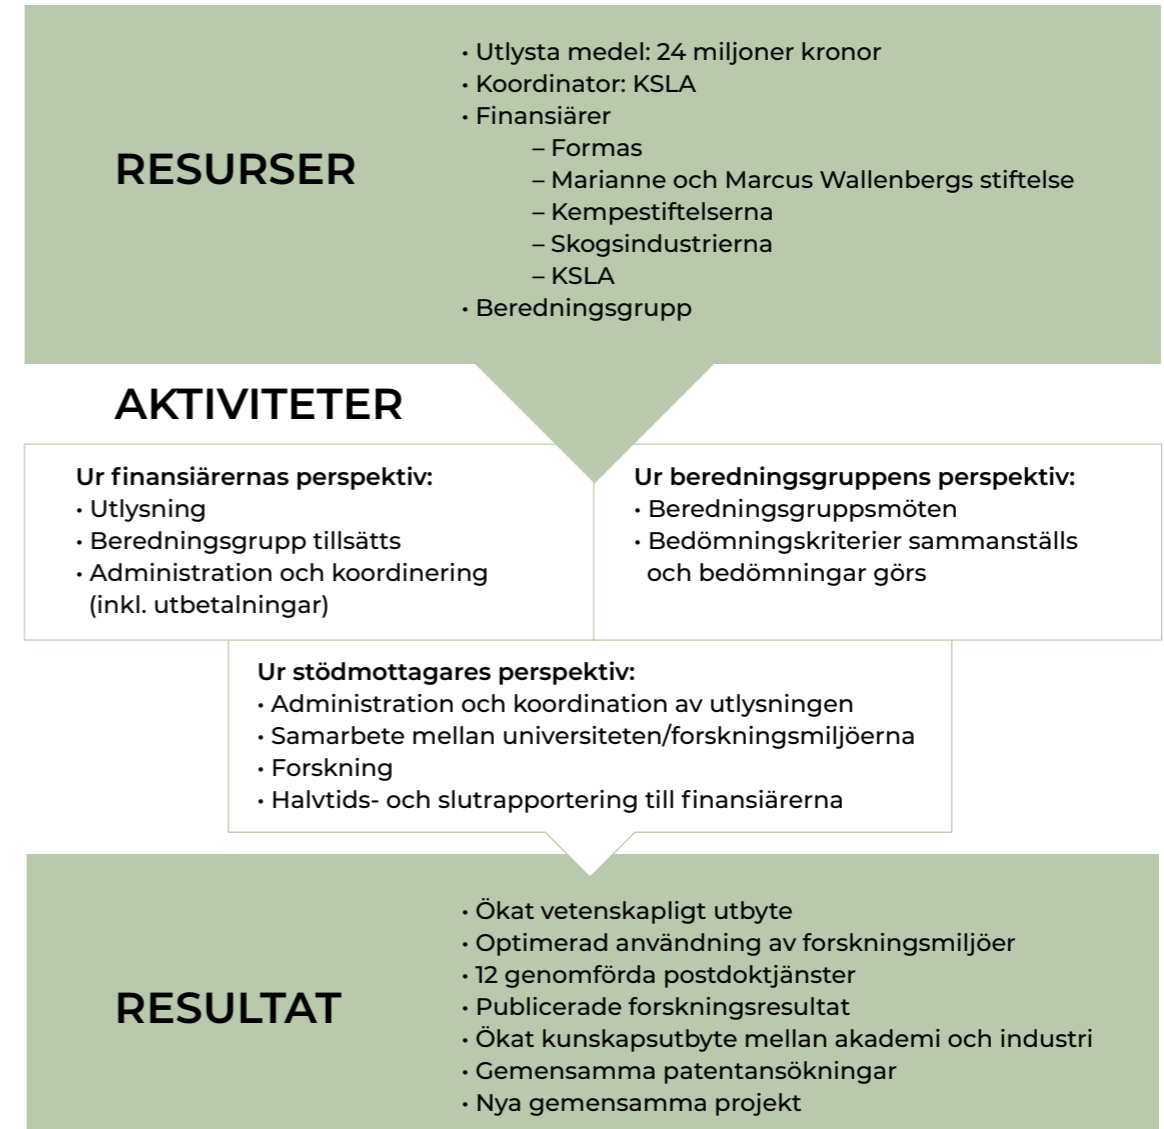 RESURSER
• Utlysta medel: 24 miljoner kronor
• Koordinator: KSLA
• Finansiärer
– Formas
– Marianne och Marcus Wallenbergs stiftelse
– Kempestiftelserna
– Skogsindustrierna
– KSLA
• Beredningsgrupp
AKTIVITETER
Ur finansiärernas perspektiv:
• Utlysning
• Beredningsgrupp tillsätts
• Administration och koordinering
(inkl. utbetalningar)
Ur beredningsgruppens perspektiv:
• Beredningsgruppsmöten
• Bedömningskriterier sammanställs
och bedömningar görs
Ur stödmottagares perspektiv:
• Administration och koordination av utlysningen
• Samarbete mellan universiteten/forskningsmiljöerna
• Forskning
• Halvtids- och slutrapportering till finansiärerna
RESULTAT
• Ökat vetenskapligt utbyte
• Optimerad användning av forskningsmiljöer
• 12 genomförda postdoktjänster
• Publicerade forskningsresultat
• Ökat kunskapsutbyte mellan akademi och industri
• Gemensamma patentansökningar
• Nya gemensamma projekt